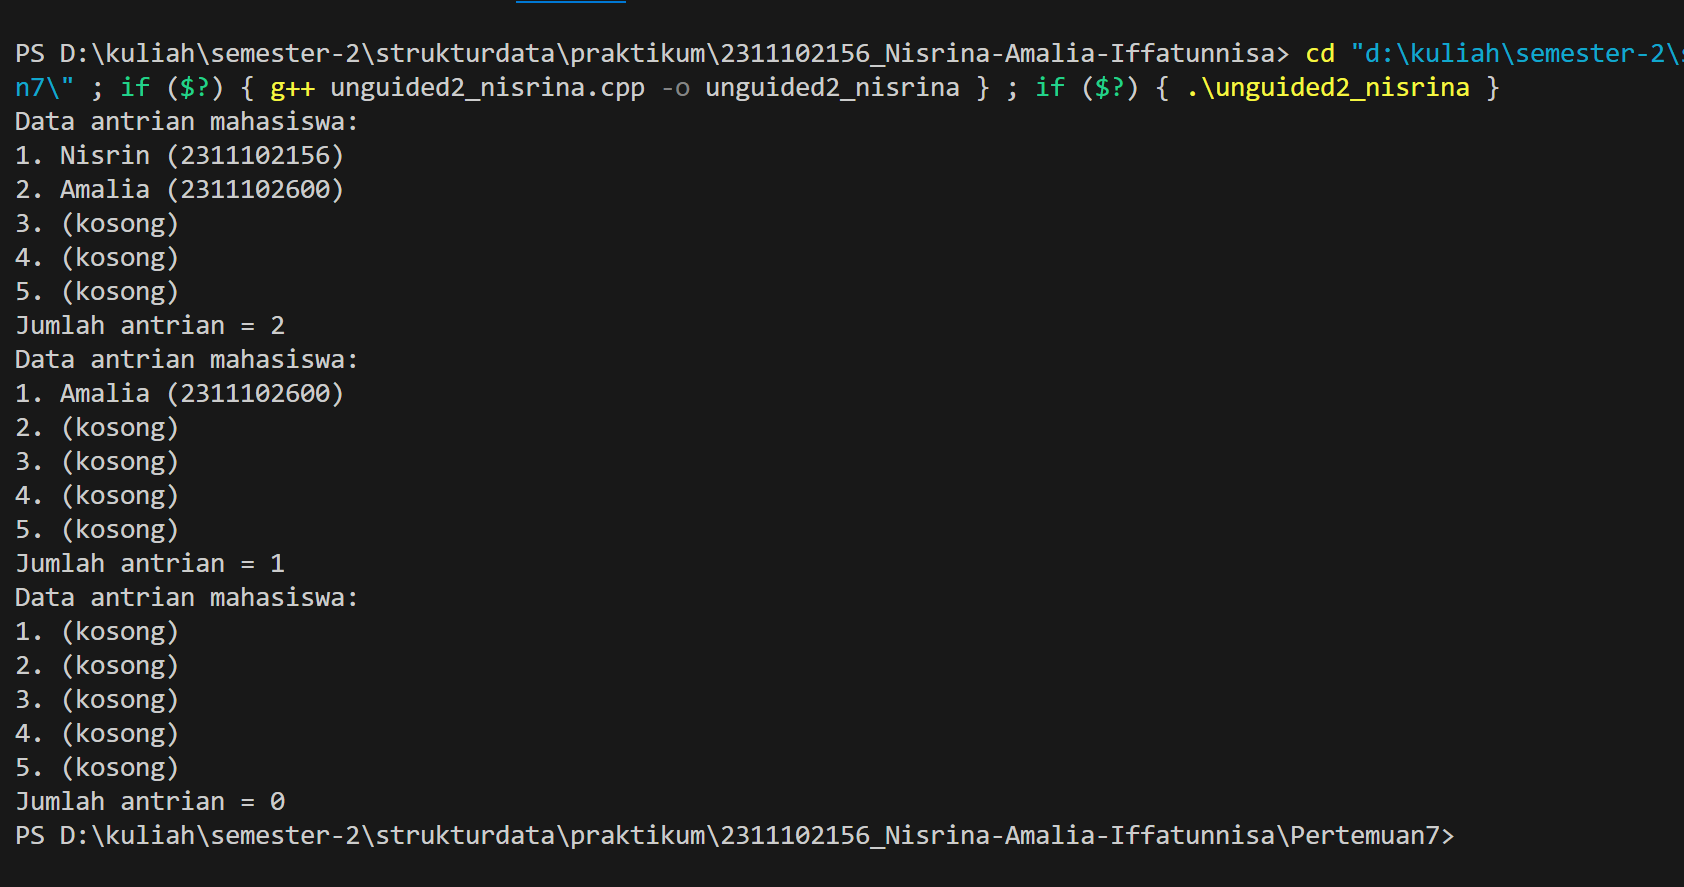 PS D:\kuliah\semester-2\strukturdata\praktikum\2311102156_Nisrina-Amalia-Iffatunnisa> cd "d:\kuliah\semester-2\
n7\" ; if ($?) { g++ unguided2_nisrina.cpp -o unguided2_nisrina } ; if ($?) { .\unguided2_nisrina }
Data antrian mahasiswa:
1. Nisrin (2311102156)
2. Amalia (2311102600)
3. (kosong)
4. (kosong)
5. (kosong)
Jumlah antrian = 2
Data antrian mahasiswa:
1. Amalia (2311102600)
2. (kosong)
3. (kosong)
4. (kosong)
5. (kosong)
Jumlah antrian = 1
Data antrian mahasiswa:
1. (kosong)
2. (kosong)
3. (kosong)
4. (kosong)
5. (kosong)
Jumlah antrian = 0
PS D:\kuliah\semester-2\strukturdata\praktikum\2311102156_Nisrina-Amalia-Iffatunnisa\Pertemuan7>